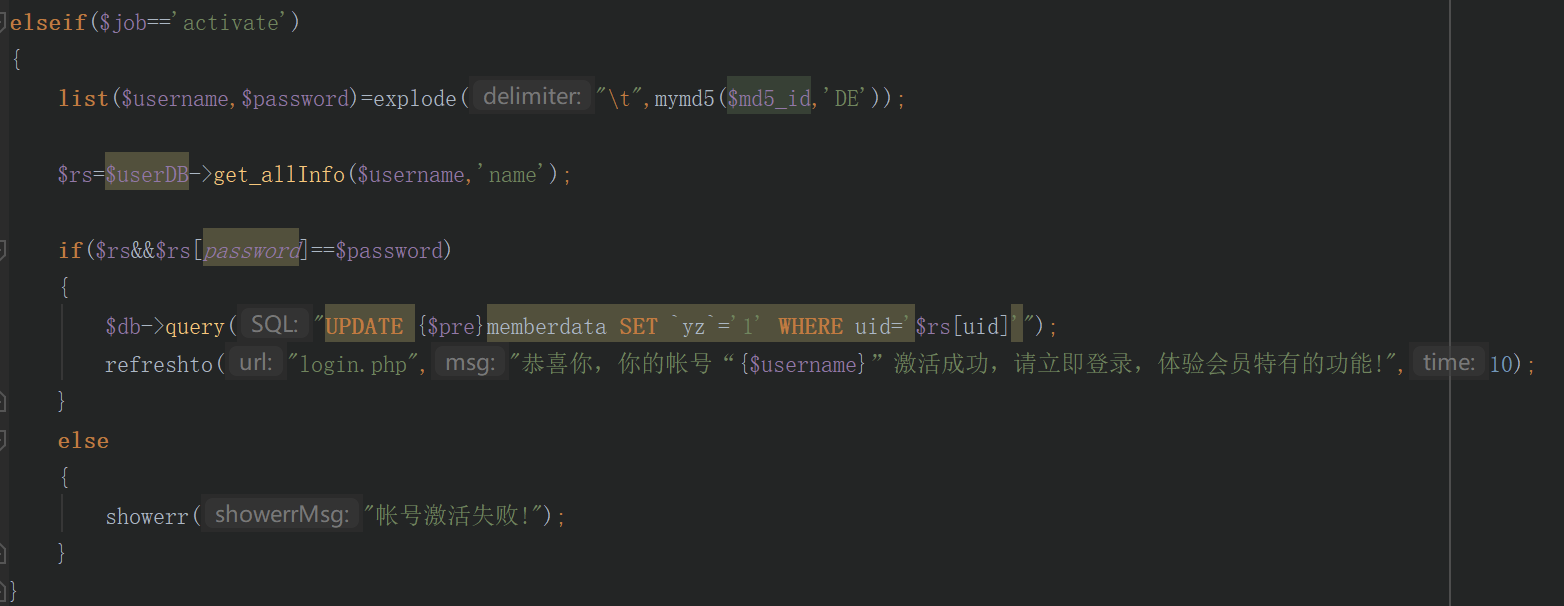 elseif($job=='activate')
{
list($username,$password)=explode( delimiter: "\t",mymd5($md5_id,'DE'));
$rs=$userDB->get_allInfo($username,'name');
if($rs&&$rs[password]==$password)
{
$db->query( SQL: "UPDATE {$pre}memberdata SET `yz`='1' WHERE uid='$rs[uid]'");
refreshto( url: "login.php", msg: "恭喜你，你的帐号“{$username}”激活成功，请立即登录，体验会员特有的功能!", time: 10);
}
else
{
showerr( showerrMsg: "帐号激活失败!");
}
}